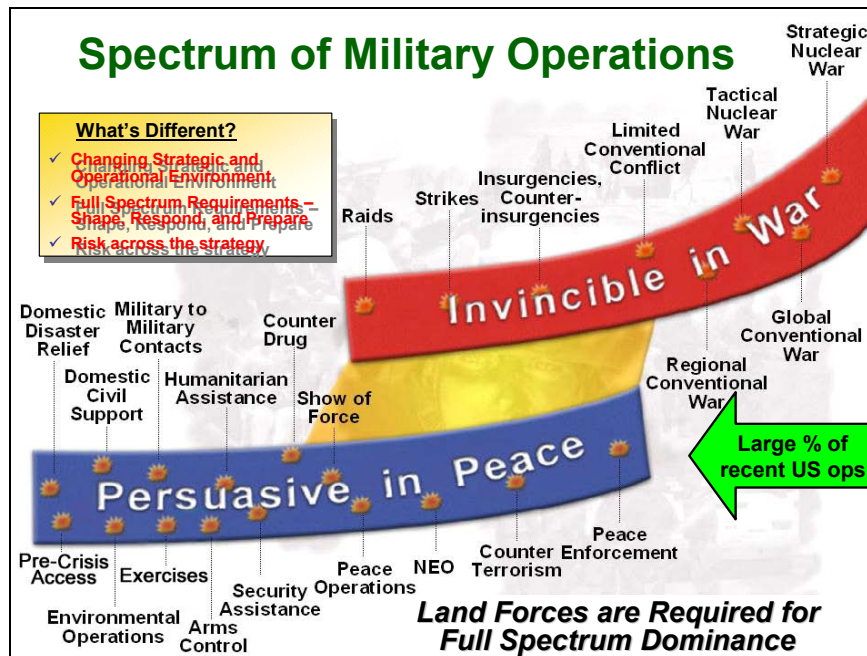 Spectrum of Military Operations
What's Different?
✓ Changing Strategic and
Operational Environment
✓ Full Spectrum Requirements –
Shape, Respond, and Prepare
✓ Risk across the strategy
Raids
Strikes
Insurgencies,
Counter-
insurgencies
Limited
Conventional
Conflict
Tactical
Nuclear
War
Strategic
Nuclear
War
Invincible in War
Regional
Conventional
War
Global
Conventional
War
Domestic
Disaster
Relief
Domestic
Civil
Support
Military to
Military
Contacts
Humanitarian
Assistance
Counter
Drug
Show of
Force
Persuasive in Peace
Large % of
recent US ops
Pre-Crisis
Access
Environmental
Operations
Exercises
Arms
Control
Security
Assistance
Peace
Operations
NEO
Counter
Terrorism
Peace
Enforcement
Land Forces are Required for
Full Spectrum Dominance